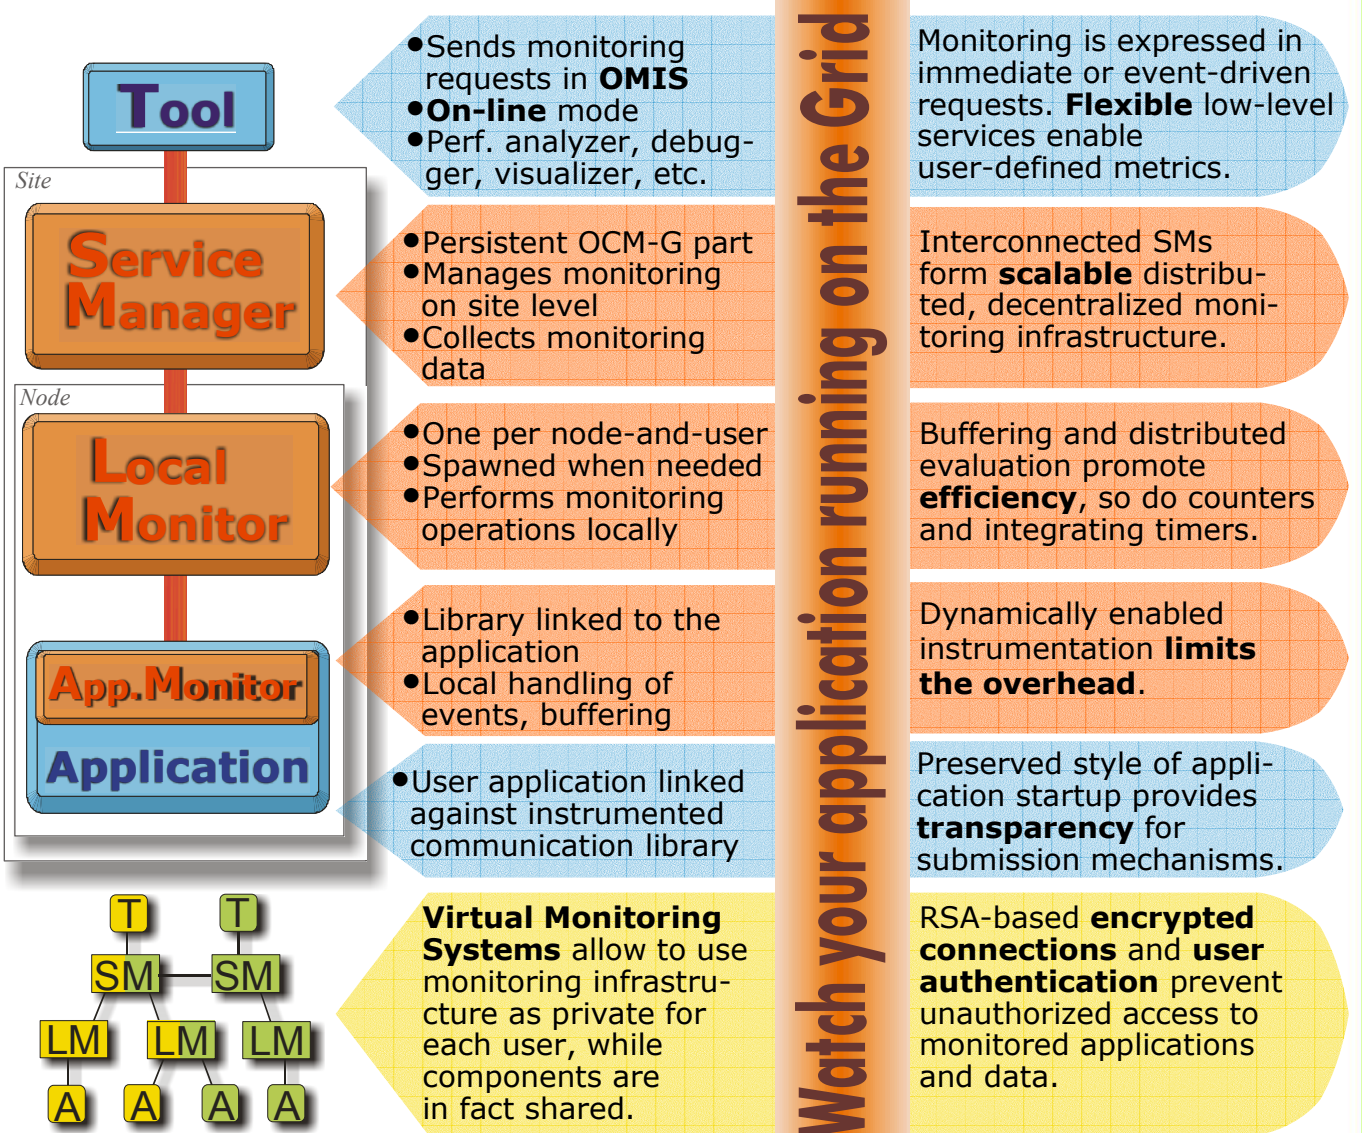 Tool
Site
Service
Manager
Node
Local
Monitor
App.Monitor
Application
•Sends monitoring
requests in OMIS
•On-line mode
•Perf. analyzer, debug-
ger, visualizer, etc.
•Persistent OCM-G part
•Manages monitoring
on site level
•Collects monitoring
data
•One per node-and-user
•Spawned when needed
•Performs monitoring
operations locally
•Library linked to the
application
•Local handling of
events, buffering
•User application linked
against instrumented
communication library
Watch your application running on the Grid
Monitoring is expressed in
immediate or event-driven
requests. Flexible low-level
services enable
user-defined metrics.
Interconnected SMs
form scalable distribu-
ted, decentralized moni-
toring infrastructure.
Buffering and distributed
evaluation promote
efficiency, so do counters
and integrating timers.
Dynamically enabled
instrumentation limits
the overhead.
Preserved style of appli-
cation startup provides
transparency for
submission mechanisms.
T T
SM SM
LM LM LM
A A A A
Virtual Monitoring
Systems allow to use
monitoring infrastru-
cture as private for
each user, while
components are
in fact shared.
RSA-based encrypted
connections and user
authentication prevent
unauthorized access to
monitored applications
and data.